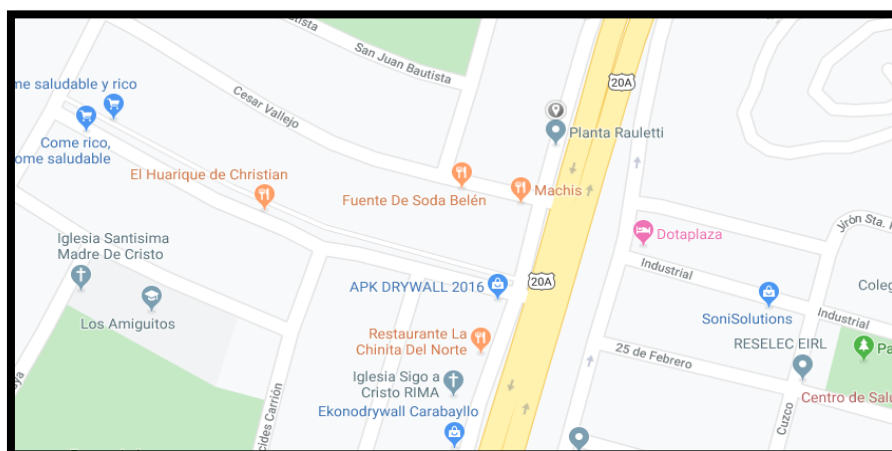 tista
San Juan Bautista
20A
me saludable y rico
Cesar Vallejo
Planta Rauletti
Come rico,
ome saludable
El Huarique de Christian
Fuente De Soda Belén
Machis
Iglesia Santisima
Madre De Cristo
Dotaplaza
Jirón Sta.
Industrial
20A
APK DRYWALL 2016
Coleg
Los Amiguitos
SoniSolutions
Industrial
Restaurante La
Chinita Del Norte
25 de Febrero
RESELEC EIRL
Pa
Iglesia Sigo a
Cristo RIMA
Centro de Salu
Ekonodrywall Carabayllo
cides Carrión
Cuzco
ya